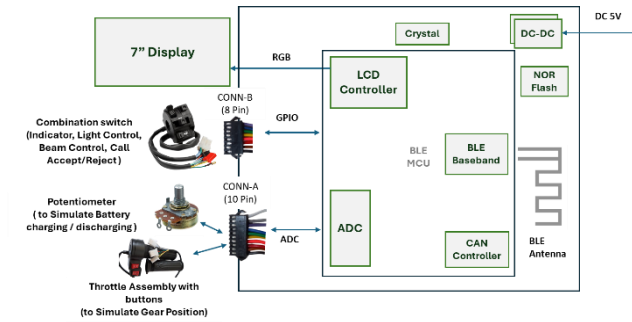 DC 5V
Crystal
DC-DC
7” Display
RGB
LCD
Controller
NOR
Flash
CONN-B
(8 Pin)
GPIO
Combination switch
(Indicator, Light Control,
Beam Control, Call
Accept/Reject)
BLE
MCU
BLE
Baseband
CONN-A
(10 Pin)
Potentiometer
( to Simulate Battery
charging / discharging)
ADC
ADC
CAN
Controller
BLE
Antenna
Throttle Assembly with
buttons
(to Simulate Gear Position)